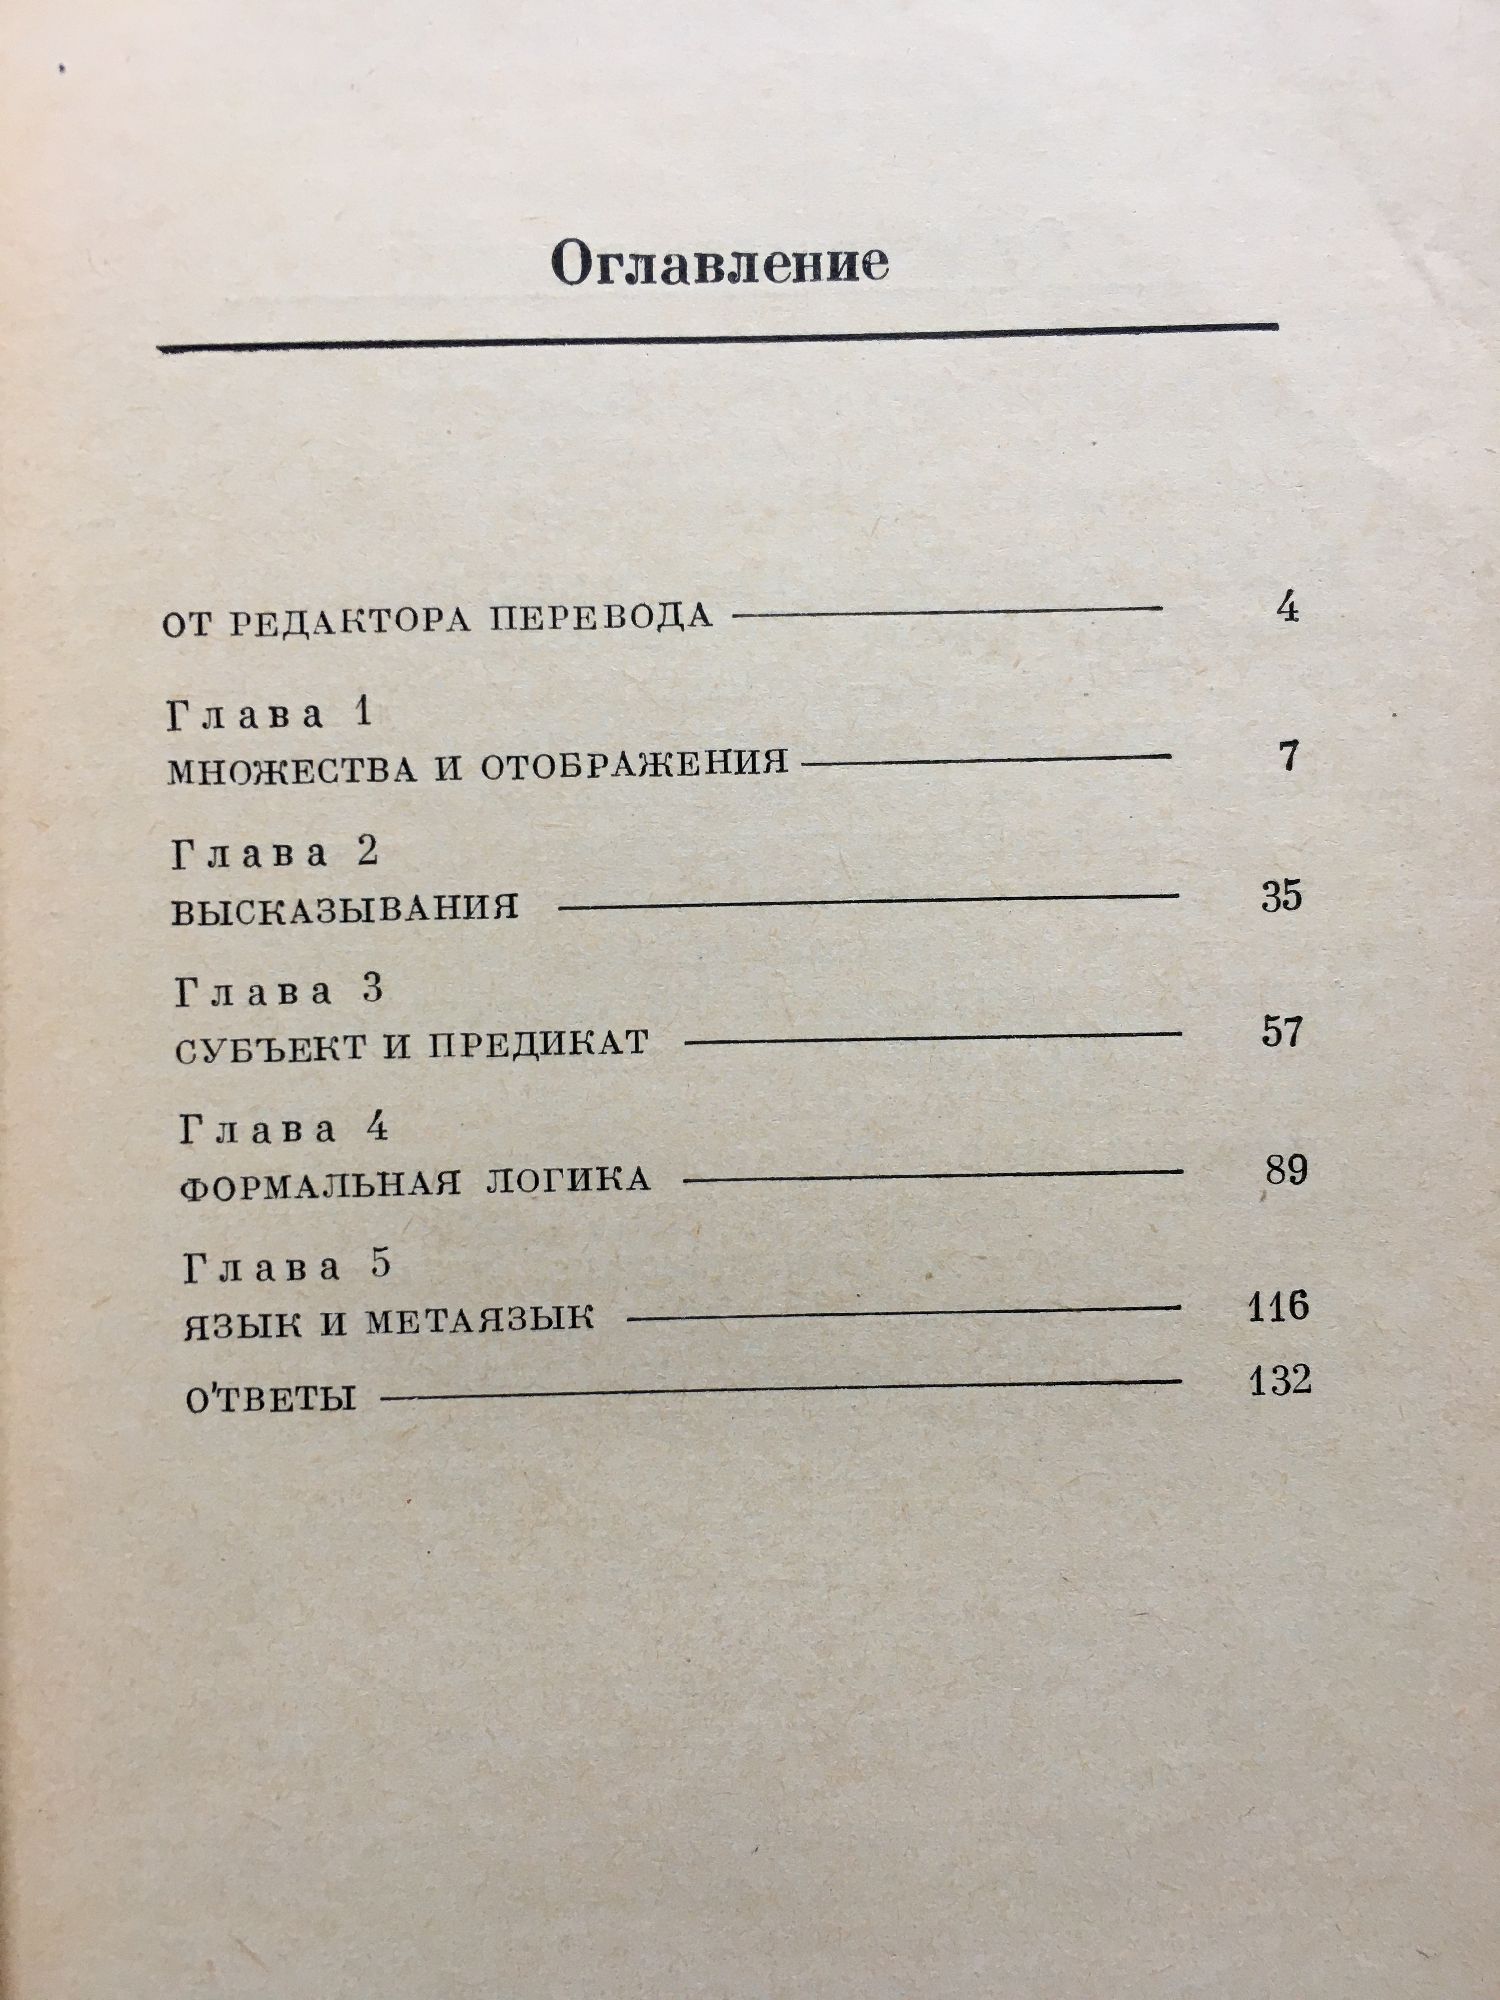 Оглавление
ОТ РЕДАКТОРА ПЕРЕВОДА 4
Глава 1
МНОЖЕСТВА И ОТОБРАЖЕНИЯ 7
Глава 2
ВЫСКАЗЫВАНИЯ 35
Глава 3
СУБЪЕКТ И ПРЕДИКАТ 57
Глава 4
ФОРМАЛЬНАЯ ЛОГИКА 89
Глава 5
ЯЗЫК И МЕТАЯЗЫК 116
ОТВЕТЫ 132